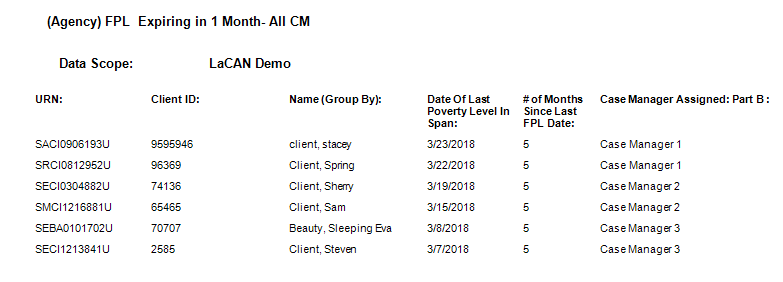 (Agency) FPL Expiring in 1 Month- All CM
Data Scope: LaCAN Demo
URN: Client ID: Name (Group By): Date Of Last Poverty Level In Span: # of Months Since Last FPL Date: Case Manager Assigned: Part B :
SACI0906193U 9595946 client, stacey 3/23/2018 5 Case Manager 1
SRCI0812952U 96369 Client, Spring 3/22/2018 5 Case Manager 1
SECI0304882U 74136 Client, Sherry 3/19/2018 5 Case Manager 2
SMCI1216881U 65465 Client, Sam 3/15/2018 5 Case Manager 2
SEBA0101702U 70707 Beauty, Sleeping Eva 3/8/2018 5 Case Manager 3
SECI1213841U 2585 Client, Steven 3/7/2018 5 Case Manager 3